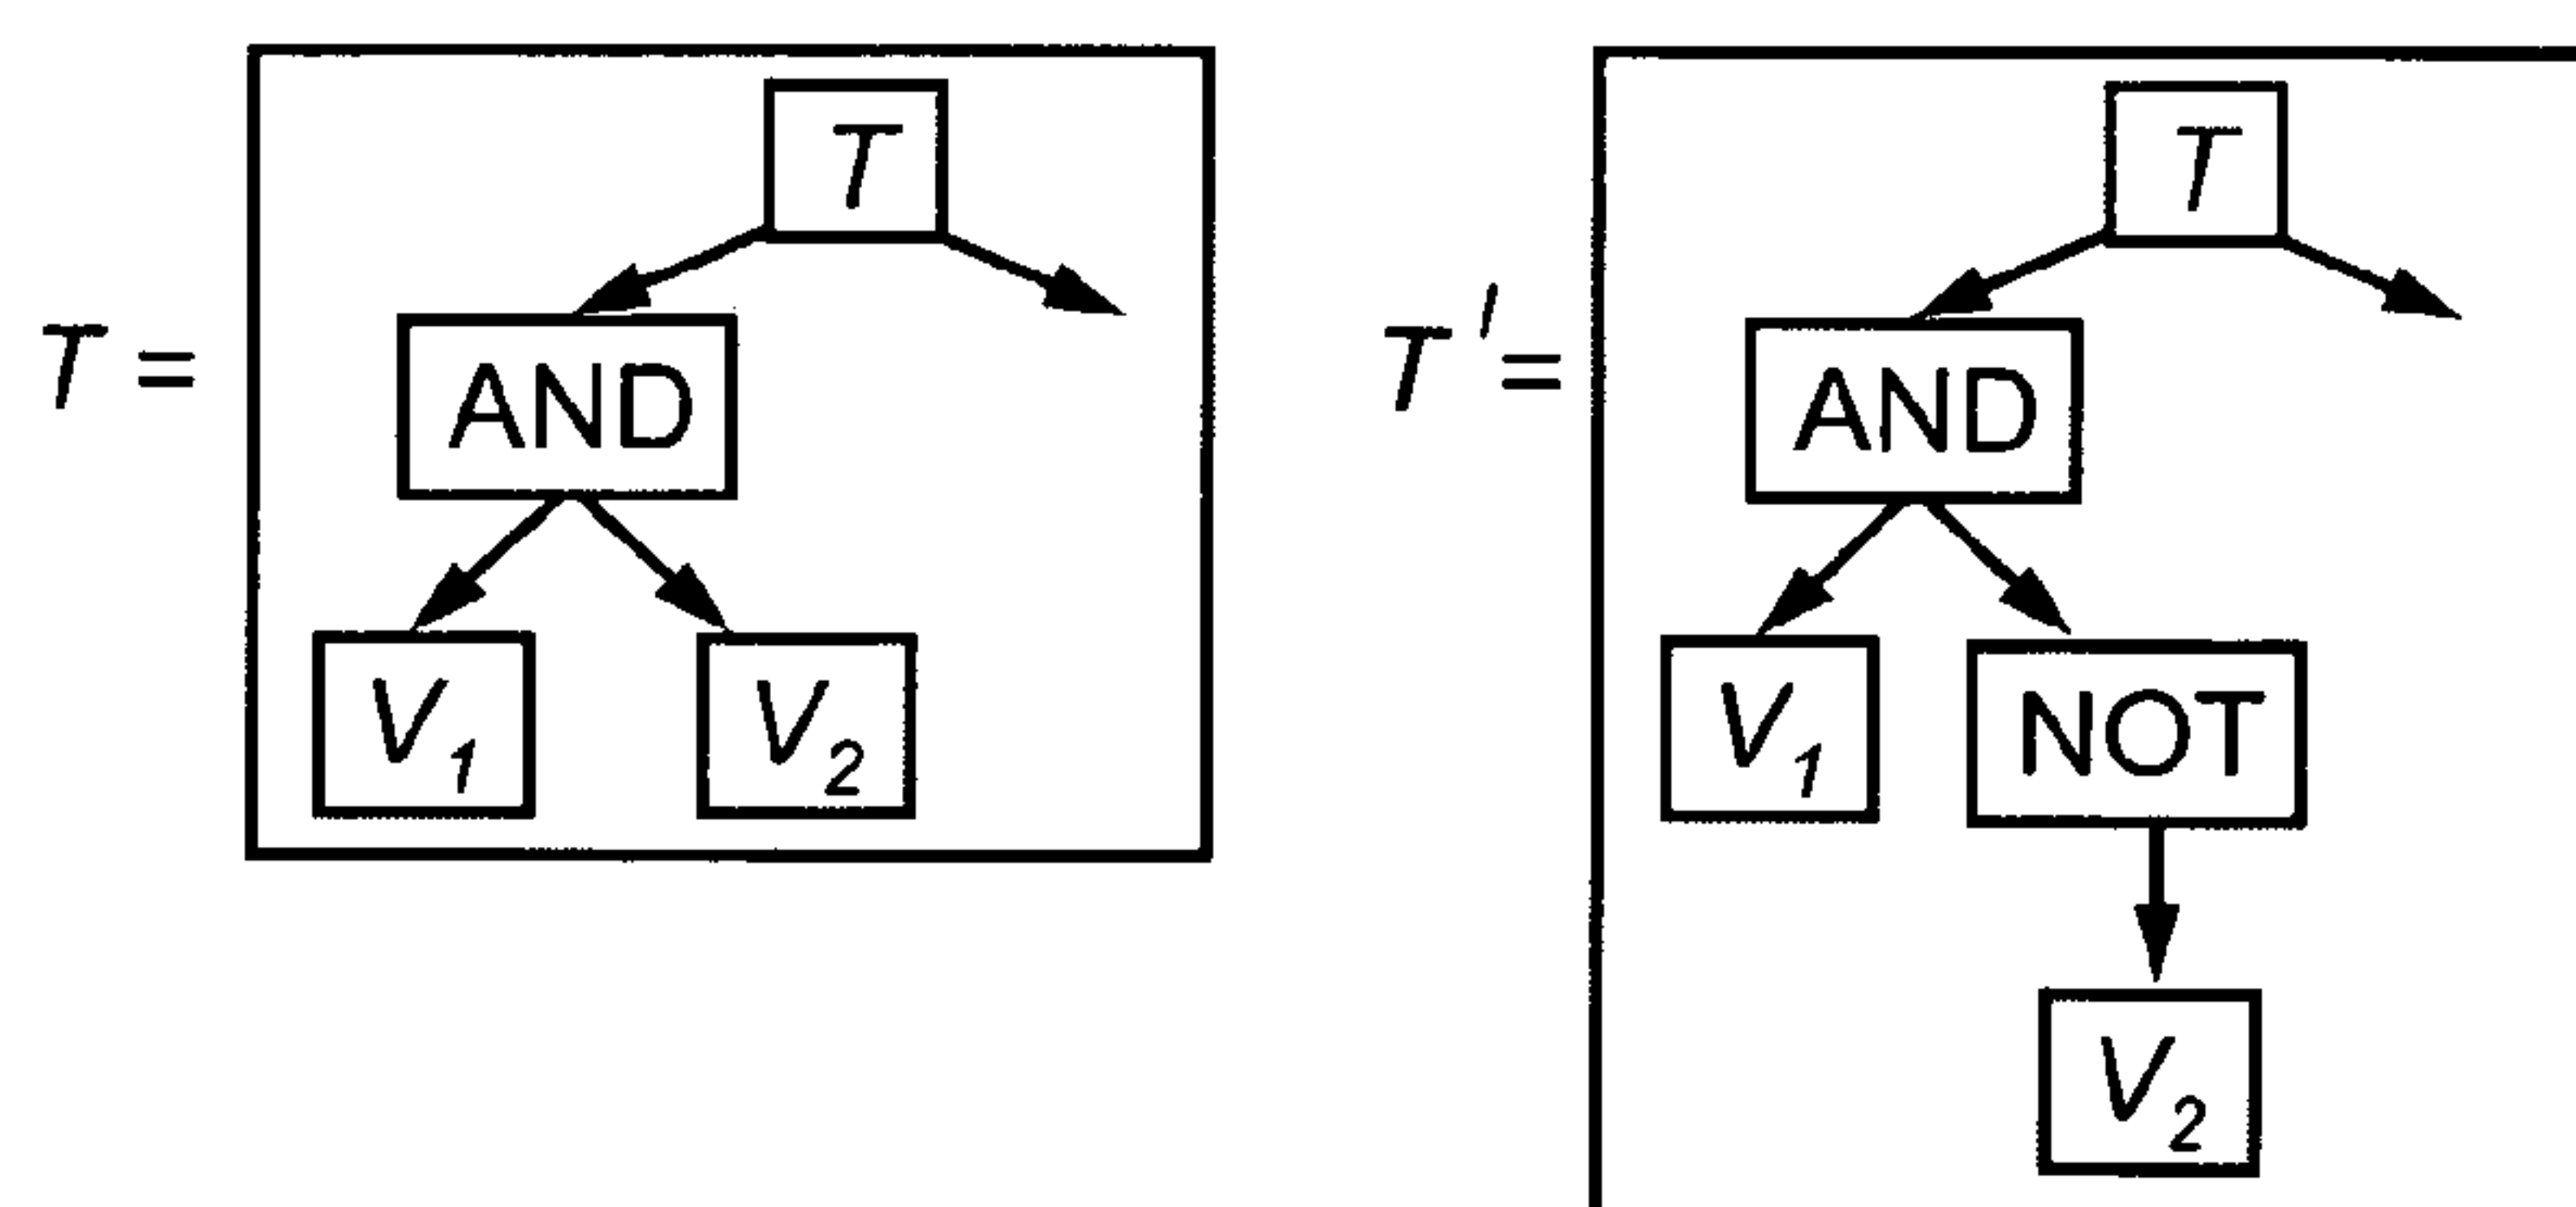 T
T
T =
T' =
AND
AND
V1
V2
V1
NOT
V2